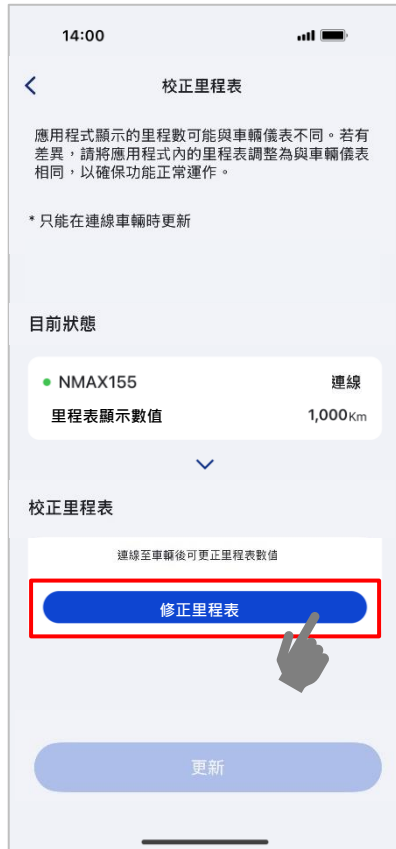 14:00
校正里程表
應用程式顯示的里程數可能與車輛儀表不同。若有
差異，請將應用程式內的里程表調整為與車輛儀表
相同，以確保功能正常運作。
* 只能在連線車輛時更新
目前狀態
NMAX155 連線
里程表顯示數值 1,000Km
校正里程表
連線至車輛後可更正里程表數值
修正里程表
更新